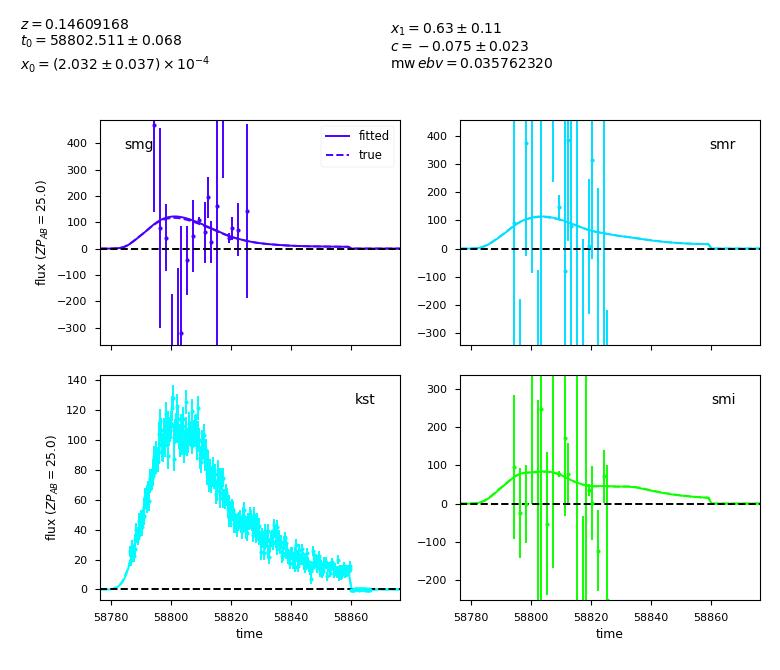 z = 0.14609168
t0 = 58802.511 ± 0.068
x0 = (2.032 ± 0.037) × 10^−4
x1 = 0.63 ± 0.11
c = −0.075 ± 0.023
mw ebv = 0.035762320
smg
fitted
true
400
300
200
100
0
−100
−200
−300
flux (ZP_AB = 25.0)
smr
400
300
200
100
0
−100
−200
−300
kst
140
120
100
80
60
40
20
0
flux (ZP_AB = 25.0)
58780 58800 58820 58840 58860
time
smi
300
200
100
0
−100
−200
58780 58800 58820 58840 58860
time